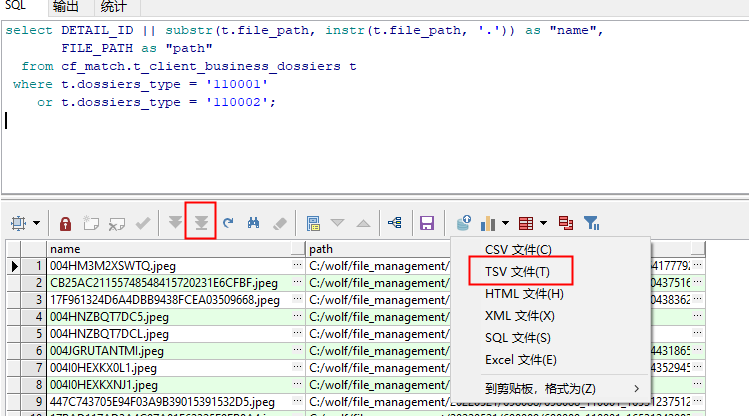 SQL 输出 统计
select DETAIL_ID || substr(t.file_path, instr(t.file_path, '.')) as "name",
FILE_PATH as "path"
from cf_match.t_client_business_dossiers t
where t.dossiers_type = '110001'
or t.dossiers_type = '110002';
name path
1 004HM3M2XSWTQ.jpeg ... C:/wolf/file_management/ ...
2 CB25AC21155748548415720231E6CFBF.jpeg ... C:/wolf/file_management/ ...
3 17F961324D6A4DBB9438FCEA03509668.jpeg ... C:/wolf/file_management/ ...
4 004HNZBQT7DC5.jpeg ... C:/wolf/file_management/ ...
5 004HNZBQT7DCL.jpeg ... C:/wolf/file_management/ ...
6 004JGRUTANTMI.jpeg ... C:/wolf/file_management/ ...
7 004I0HEXKX0L1.jpeg ... C:/wolf/file_management/ ...
8 004I0HEXKXNJ1.jpeg ... C:/wolf/file_management/ ...
9 447C743705E94F03A9B39015391532D5.jpeg ... C:/wolf/file_management/
CSV 文件(C)
TSV 文件(T)
HTML 文件(H)
XML 文件(X)
SQL 文件(S)
Excel 文件(E)
到剪贴板，格式为(Z)